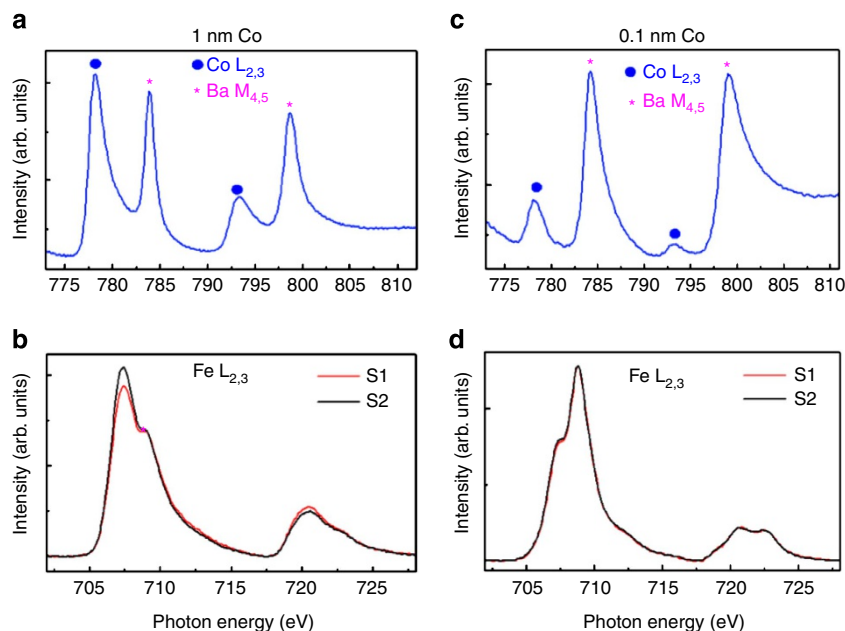 a
1 nm Co
Intensity (arb. units)
● Co L2,3
* Ba M4,5
775 780 785 790 795 800 805 810
b
Intensity (arb. units)
Fe L2,3
S1
S2
705 710 715 720 725
Photon energy (eV)
c
0.1 nm Co
Intensity (arb. units)
● Co L2,3
* Ba M4,5
775 780 785 790 795 800 805 810
d
Intensity (arb. units)
Fe L2,3
S1
S2
705 710 715 720 725
Photon energy (eV)